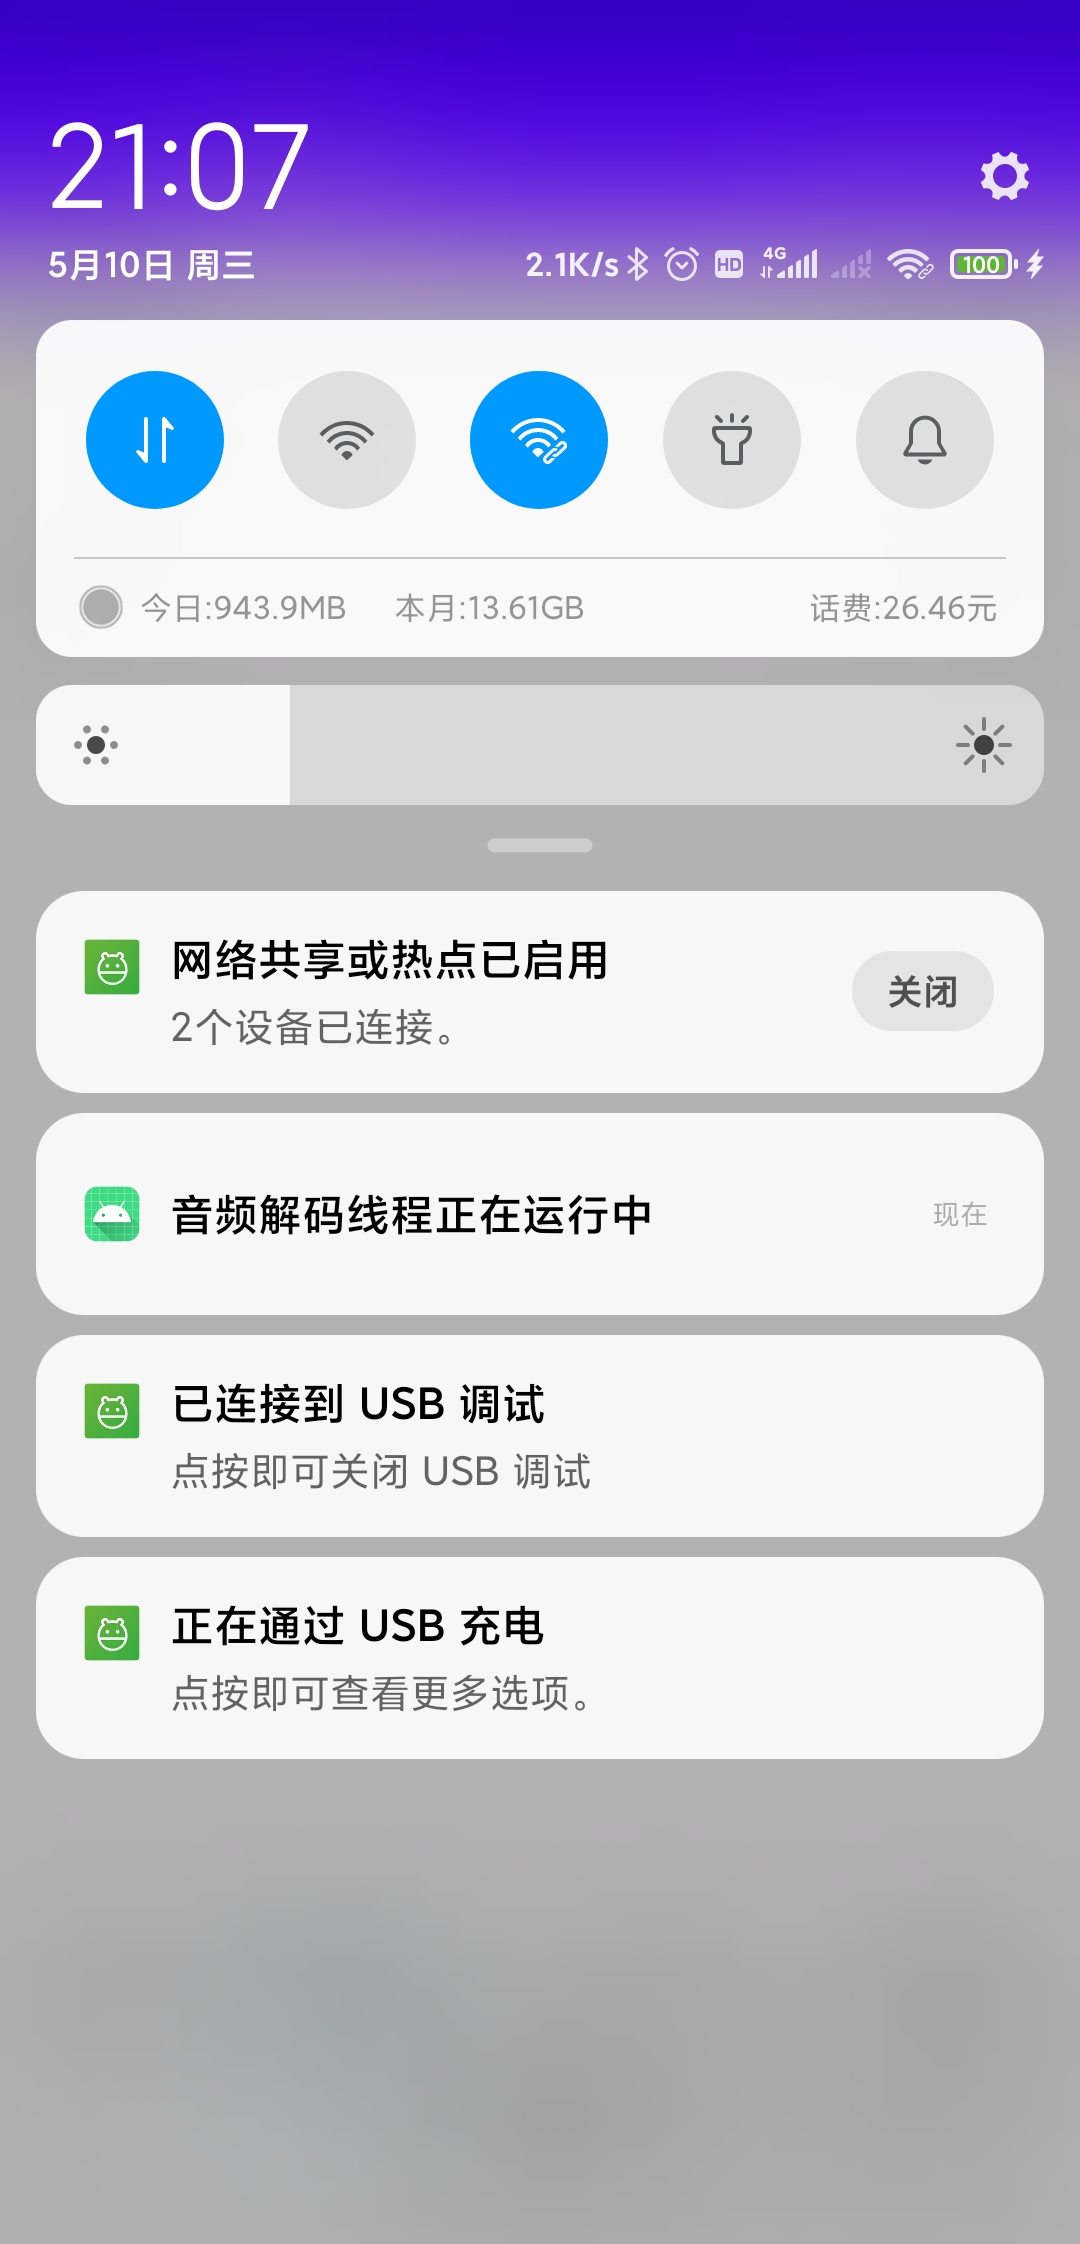 21:07
5月10日 周三
2.1K/s HD 4G 100
今日:943.9MB 本月:13.61GB 话费:26.46元
网络共享或热点已启用
2个设备已连接。
关闭
音频解码线程正在运行中
现在
已连接到 USB 调试
点按即可关闭 USB 调试
正在通过 USB 充电
点按即可查看更多选项。